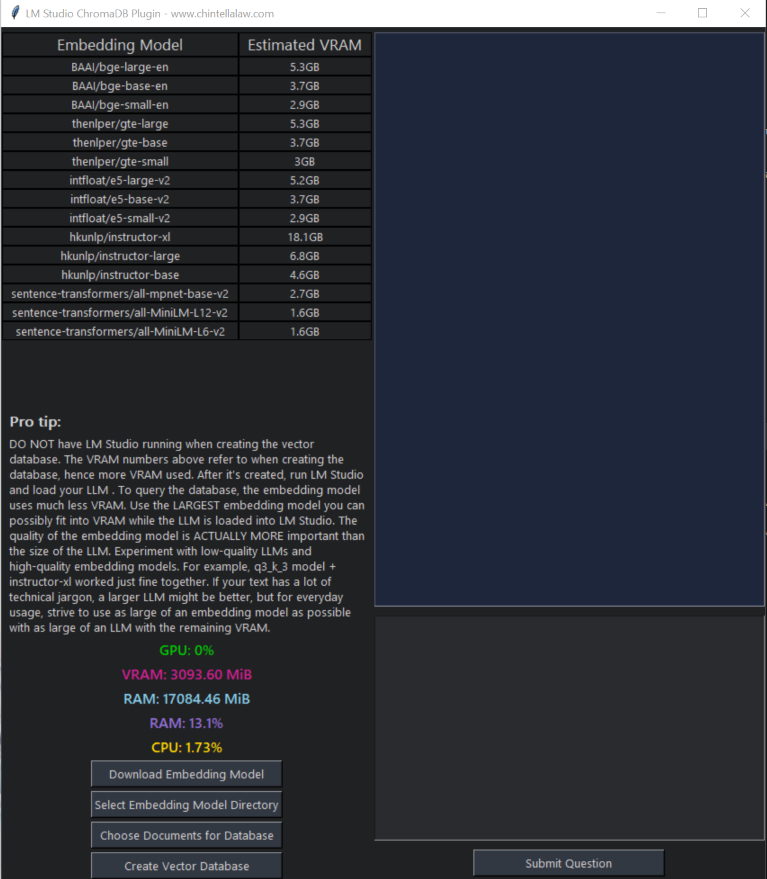 LM Studio ChromaDB Plugin - www.chintellalaw.com
Embedding Model Estimated VRAM
BAAI/bge-large-en 5.3GB
BAAI/bge-base-en 3.7GB
BAAI/bge-small-en 2.9GB
thenlper/gte-large 5.3GB
thenlper/gte-base 3.7GB
thenlper/gte-small 3GB
intfloat/e5-large-v2 5.2GB
intfloat/e5-base-v2 3.7GB
intfloat/e5-small-v2 2.9GB
hkunlp/instructor-xl 18.1GB
hkunlp/instructor-large 6.8GB
hkunlp/instructor-base 4.6GB
sentence-transformers/all-mpnet-base-v2 2.7GB
sentence-transformers/all-MiniLM-L12-v2 1.6GB
sentence-transformers/all-MiniLM-L6-v2 1.6GB
Pro tip:
DO NOT have LM Studio running when creating the vector
database. The VRAM numbers above refer to when creating the
database, hence more VRAM used. After it's created, run LM Studio
and load your LLM . To query the database, the embedding model
uses much less VRAM. Use the LARGEST embedding model you can
possibly fit into VRAM while the LLM is loaded into LM Studio. The
quality of the embedding model is ACTUALLY MORE important than
the size of the LLM. Experiment with low-quality LLMs and
high-quality embedding models. For example, q3_k_3 model +
instructor-xl worked just fine together. If your text has a lot of
technical jargon, a larger LLM might be better, but for everyday
usage, strive to use as large of an embedding model as possible
with as large of an LLM with the remaining VRAM.
GPU: 0%
VRAM: 3093.60 MiB
RAM: 17084.46 MiB
RAM: 13.1%
CPU: 1.73%
Download Embedding Model
Select Embedding Model Directory
Choose Documents for Database
Create Vector Database
Submit Question